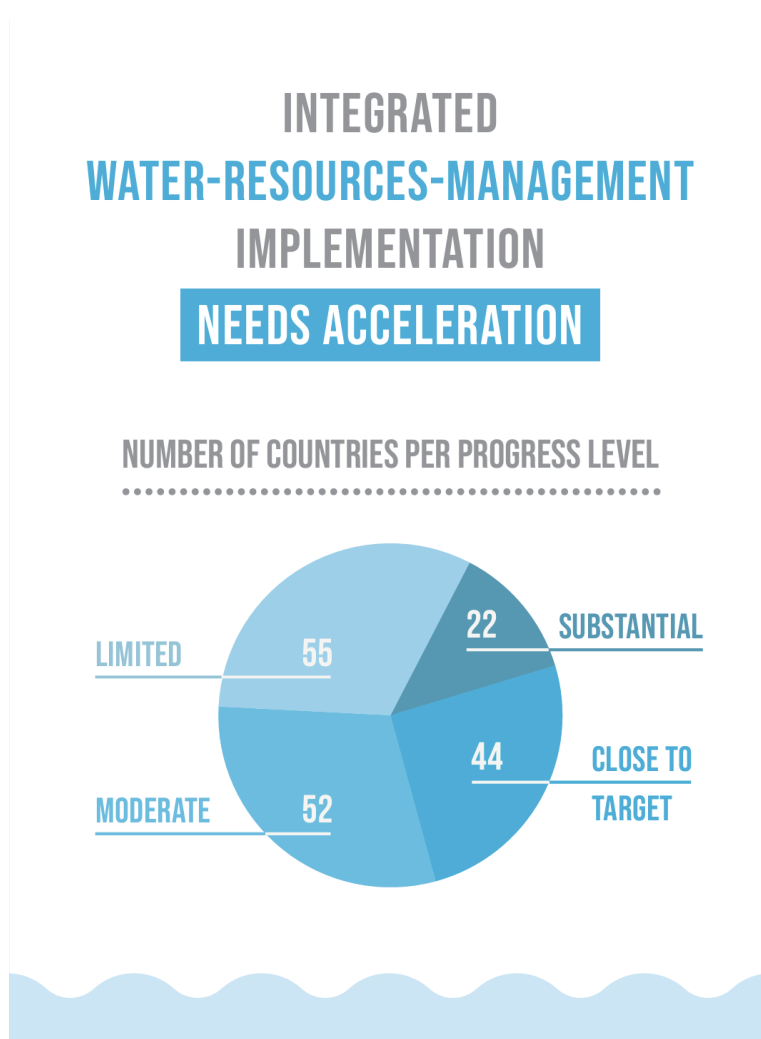 INTEGRATED
WATER-RESOURCES-MANAGEMENT
IMPLEMENTATION
NEEDS ACCELERATION
NUMBER OF COUNTRIES PER PROGRESS LEVEL
LIMITED
55
22
SUBSTANTIAL
MODERATE
52
44
CLOSE TO
TARGET